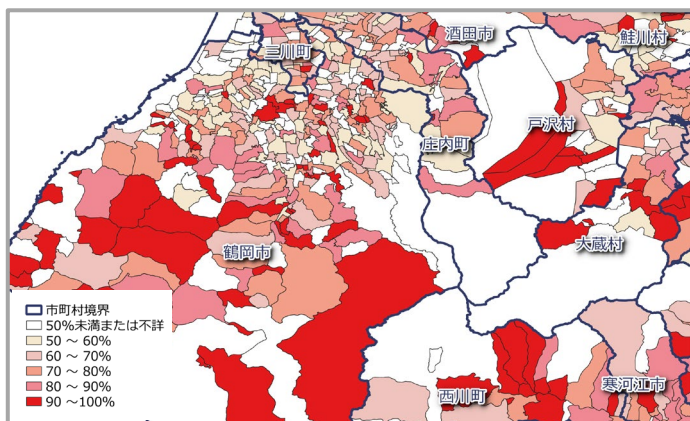 三川町
酒田市
鮭川村
戸沢村
庄内町
鶴岡市
大蔵村
西川町
寒河江市
市町村境界
50%未満または不詳
50 ～ 60%
60 ～ 70%
70 ～ 80%
80 ～ 90%
90 ～100%